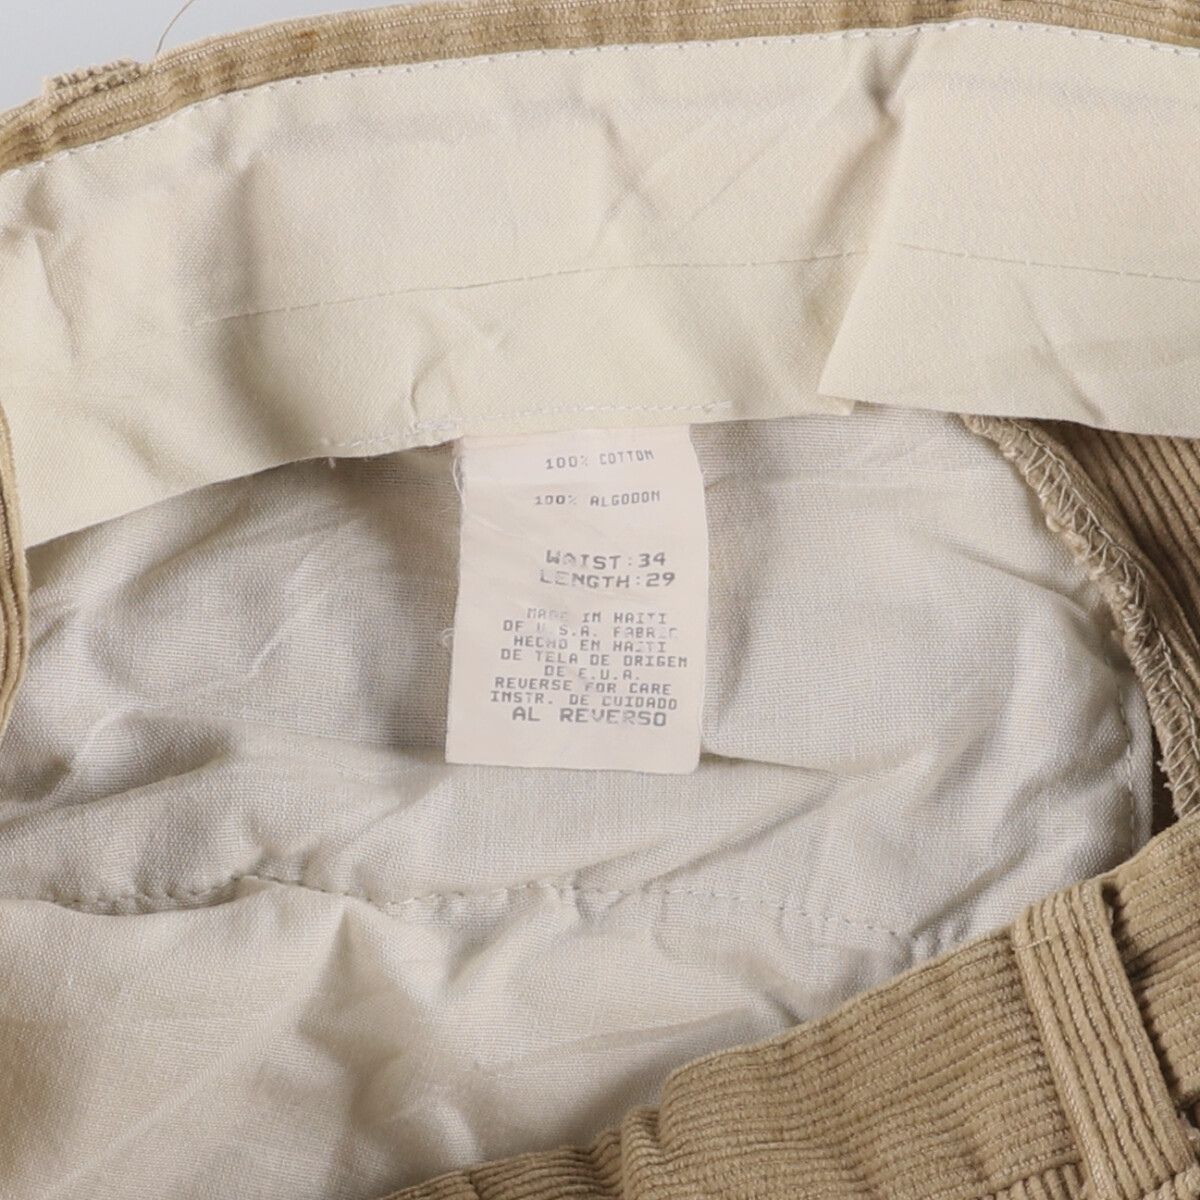 100% COTTON
100% ALGODON
WAIST:34
LENGTH:29
MADE IN HAITI
OF U.S.A. FABRIC
HECHO EN HAITI
DE TELA DE ORIGEN
DE E.U.A.
REVERSE FOR CARE
INSTR. DE CUIDADO
AL REVERSO